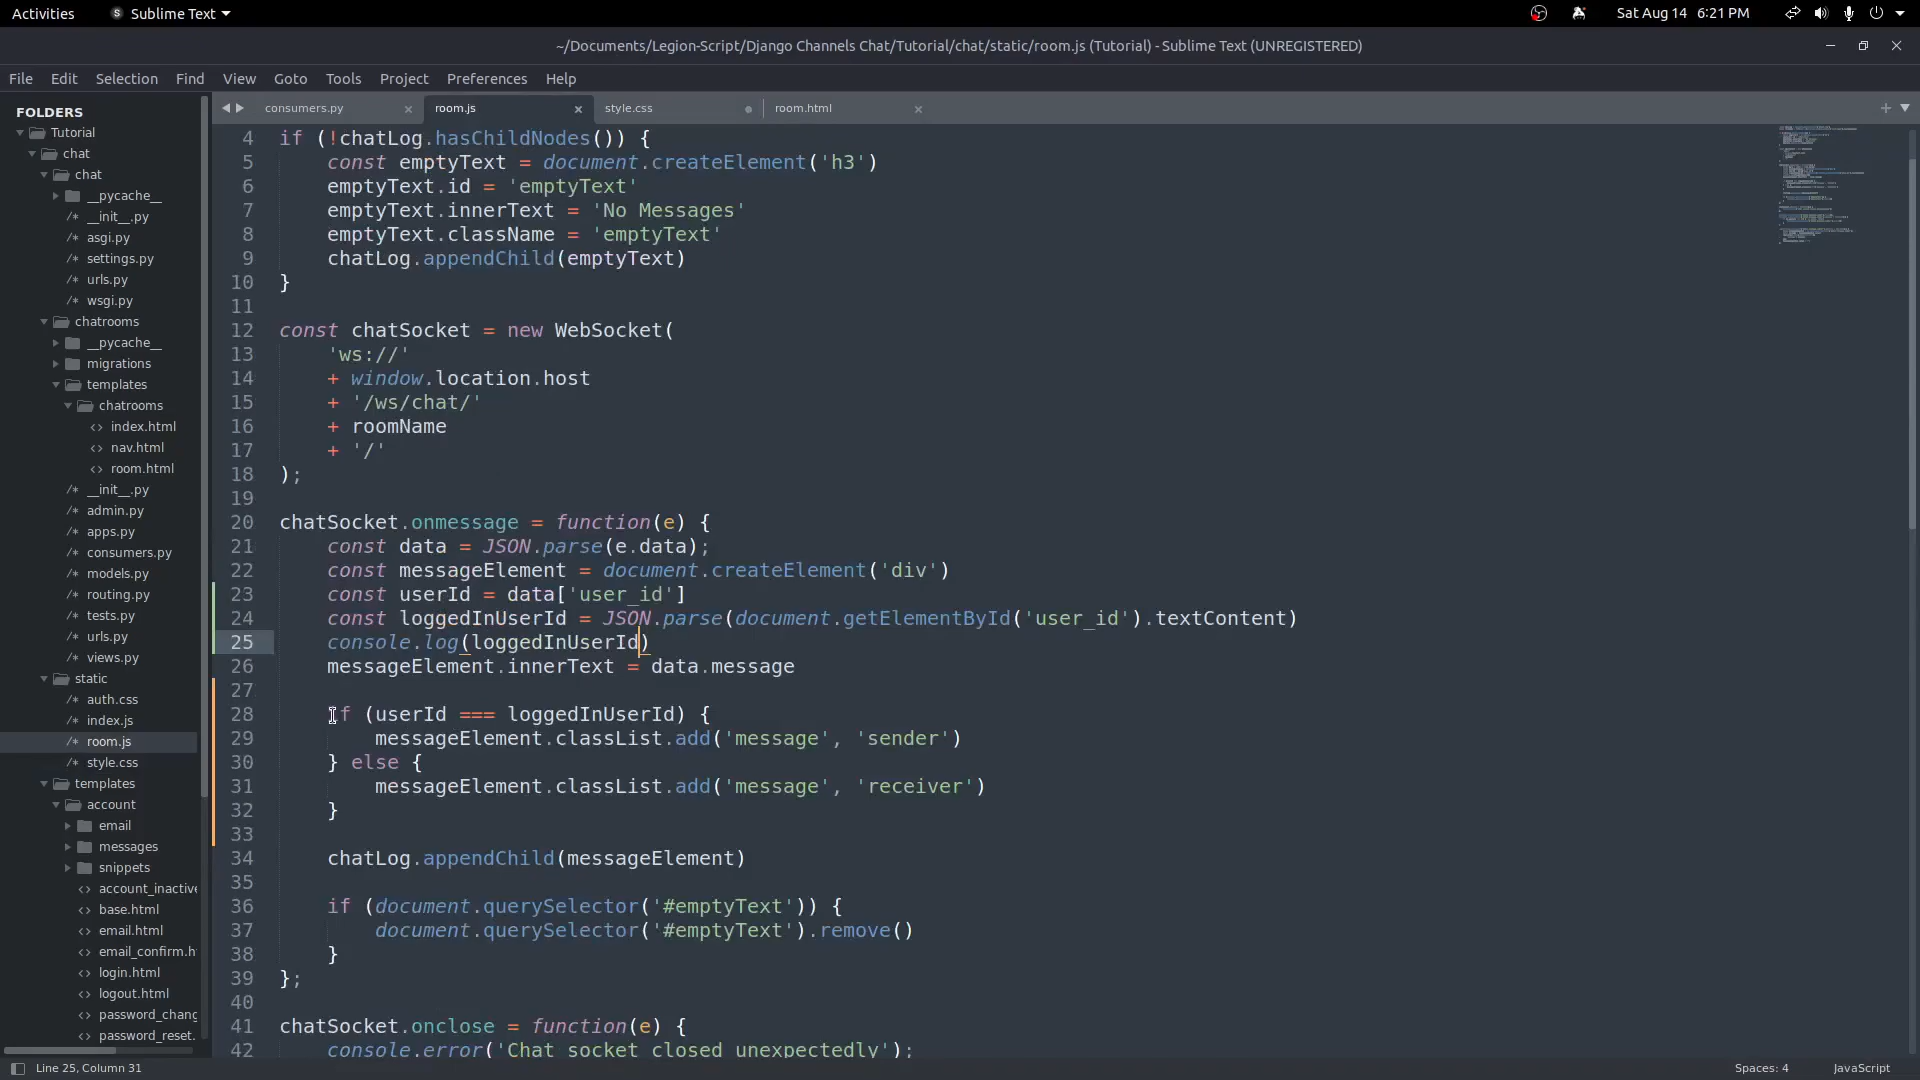 Activities
Sublime Text
Sat Aug 14 6:21 PM
~/Documents/Legion-Script/Django Channels Chat/Tutorial/chat/static/room.js (Tutorial) - Sublime Text (UNREGISTERED)
File Edit Selection Find View Goto Tools Project Preferences Help
FOLDERS
Tutorial
chat
chat
__pycache__
__init__.py
asgi.py
settings.py
urls.py
wsgi.py
chatrooms
__pycache__
migrations
templates
chatrooms
index.html
nav.html
room.html
__init__.py
admin.py
apps.py
consumers.py
models.py
routing.py
tests.py
urls.py
views.py
static
auth.css
index.js
room.js
style.css
templates
account
email
messages
snippets
account_inactive
base.html
email.html
email_confirm.h
login.html
logout.html
password_chang
password_reset.
consumers.py room.js style.css room.html
4 if (!chatLog.hasChildNodes()) {
5 const emptyText = document.createElement('h3')
6 emptyText.id = 'emptyText'
7 emptyText.innerText = 'No Messages'
8 emptyText.className = 'emptyText'
9 chatLog.appendChild(emptyText)
10 }
11
12 const chatSocket = new WebSocket(
13 'ws://'
14 + window.location.host
15 + '/ws/chat/'
16 + roomName
17 + '/'
18 );
19
20 chatSocket.onmessage = function(e) {
21 const data = JSON.parse(e.data);
22 const messageElement = document.createElement('div')
23 const userId = data['user_id']
24 const loggedInUserId = JSON.parse(document.getElementById('user_id').textContent)
25 console.log(loggedInUserId)
26 messageElement.innerText = data.message
27
28 if (userId === loggedInUserId) {
29 messageElement.classList.add('message', 'sender')
30 } else {
31 messageElement.classList.add('message', 'receiver')
32 }
33
34 chatLog.appendChild(messageElement)
35
36 if (document.querySelector('#emptyText')) {
37 document.querySelector('#emptyText').remove()
38 }
39 };
40
41 chatSocket.onclose = function(e) {
42 console.error('Chat socket closed unexpectedly');
Line 25, Column 31
Spaces: 4
JavaScript